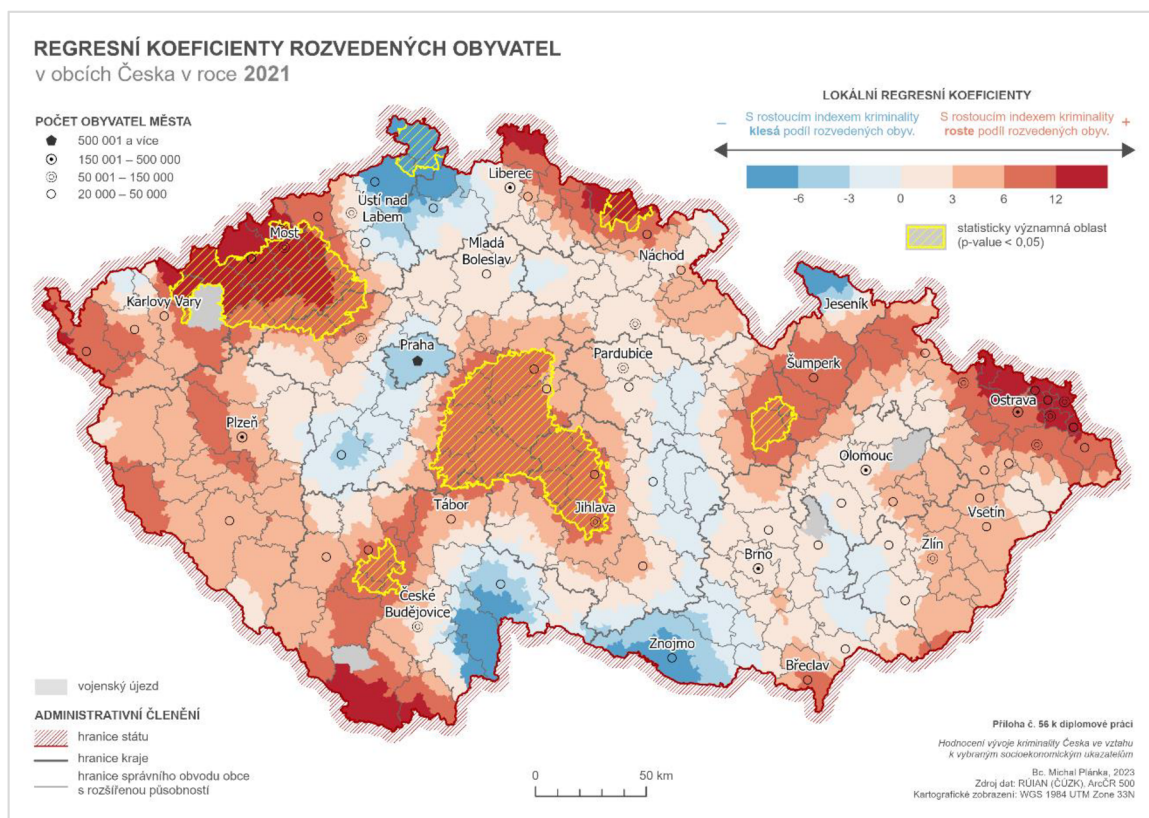 REGRESNÍ KOEFICIENTY ROZVEDENÝCH OBYVATEL
v obcích Česka v roce 2021
POČET OBYVATEL MĚSTA
500 001 a více
150 001 – 500 000
50 001 – 150 000
20 000 – 50 000
LOKÁLNÍ REGRESNÍ KOEFICIENTY
– S rostoucím indexem kriminality klesá podíl rozvedených obyv.
S rostoucím indexem kriminality roste podíl rozvedených obyv. +
-6 -3 0 3 6 12
statisticky významná oblast
(p-value < 0,05)
Liberec
Ústí nad
Labem
Most
Mladá
Boleslav
Náchod
Karlovy Vary
Jeseník
Praha
Pardubice
Šumperk
Ostrava
Plzeň
Olomouc
Tábor
Jihlava
Vsetín
Brno
Zlín
České
Budějovice
Znojmo
Břeclav
vojenský újezd
ADMINISTRATIVNÍ ČLENĚNÍ
hranice státu
hranice kraje
hranice správního obvodu obce
s rozšířenou působností
0 50 km
Příloha č. 56 k diplomové práci
Hodnocení vývoje kriminality Česka ve vztahu
k vybraným socioekonomickým ukazatelům
Bc. Michal Plánka, 2023
Zdroj dat: RÚIAN (ČÚZK), ArcČR 500
Kartografické zobrazení: WGS 1984 UTM Zone 33N